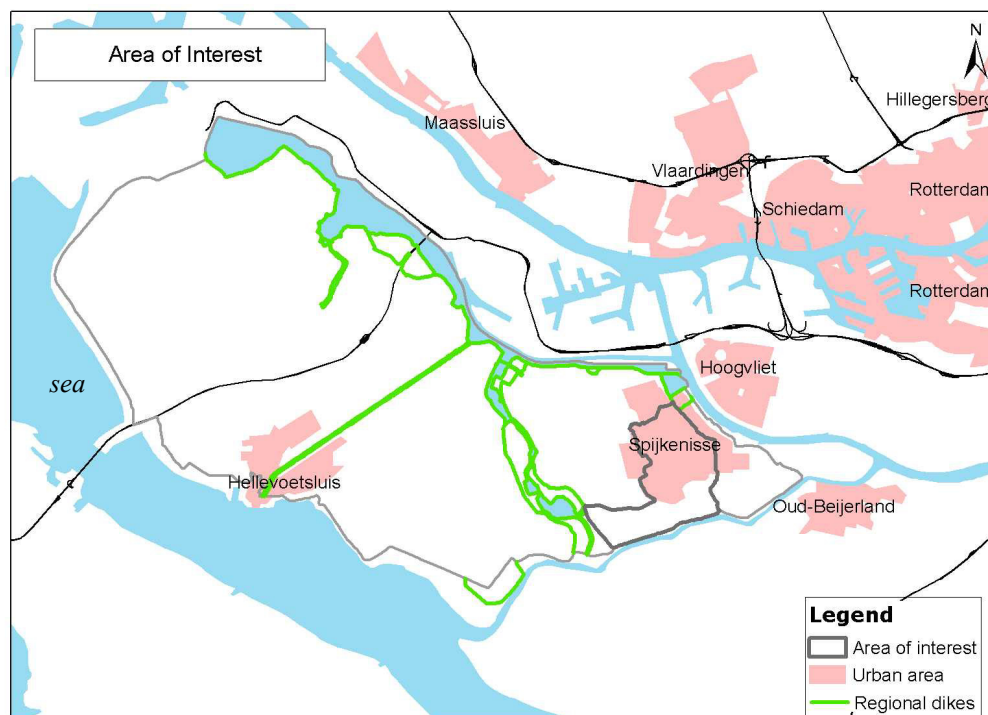 Area of Interest
N
Hillegersberg
Maassluis
Vlaardingen
Rotterdam
Schiedam
Rotterdam
Hoogvliet
sea
Spijkenisse
Hellevoetsluis
Oud-Beijerland
Legend
Area of interest
Urban area
Regional dikes